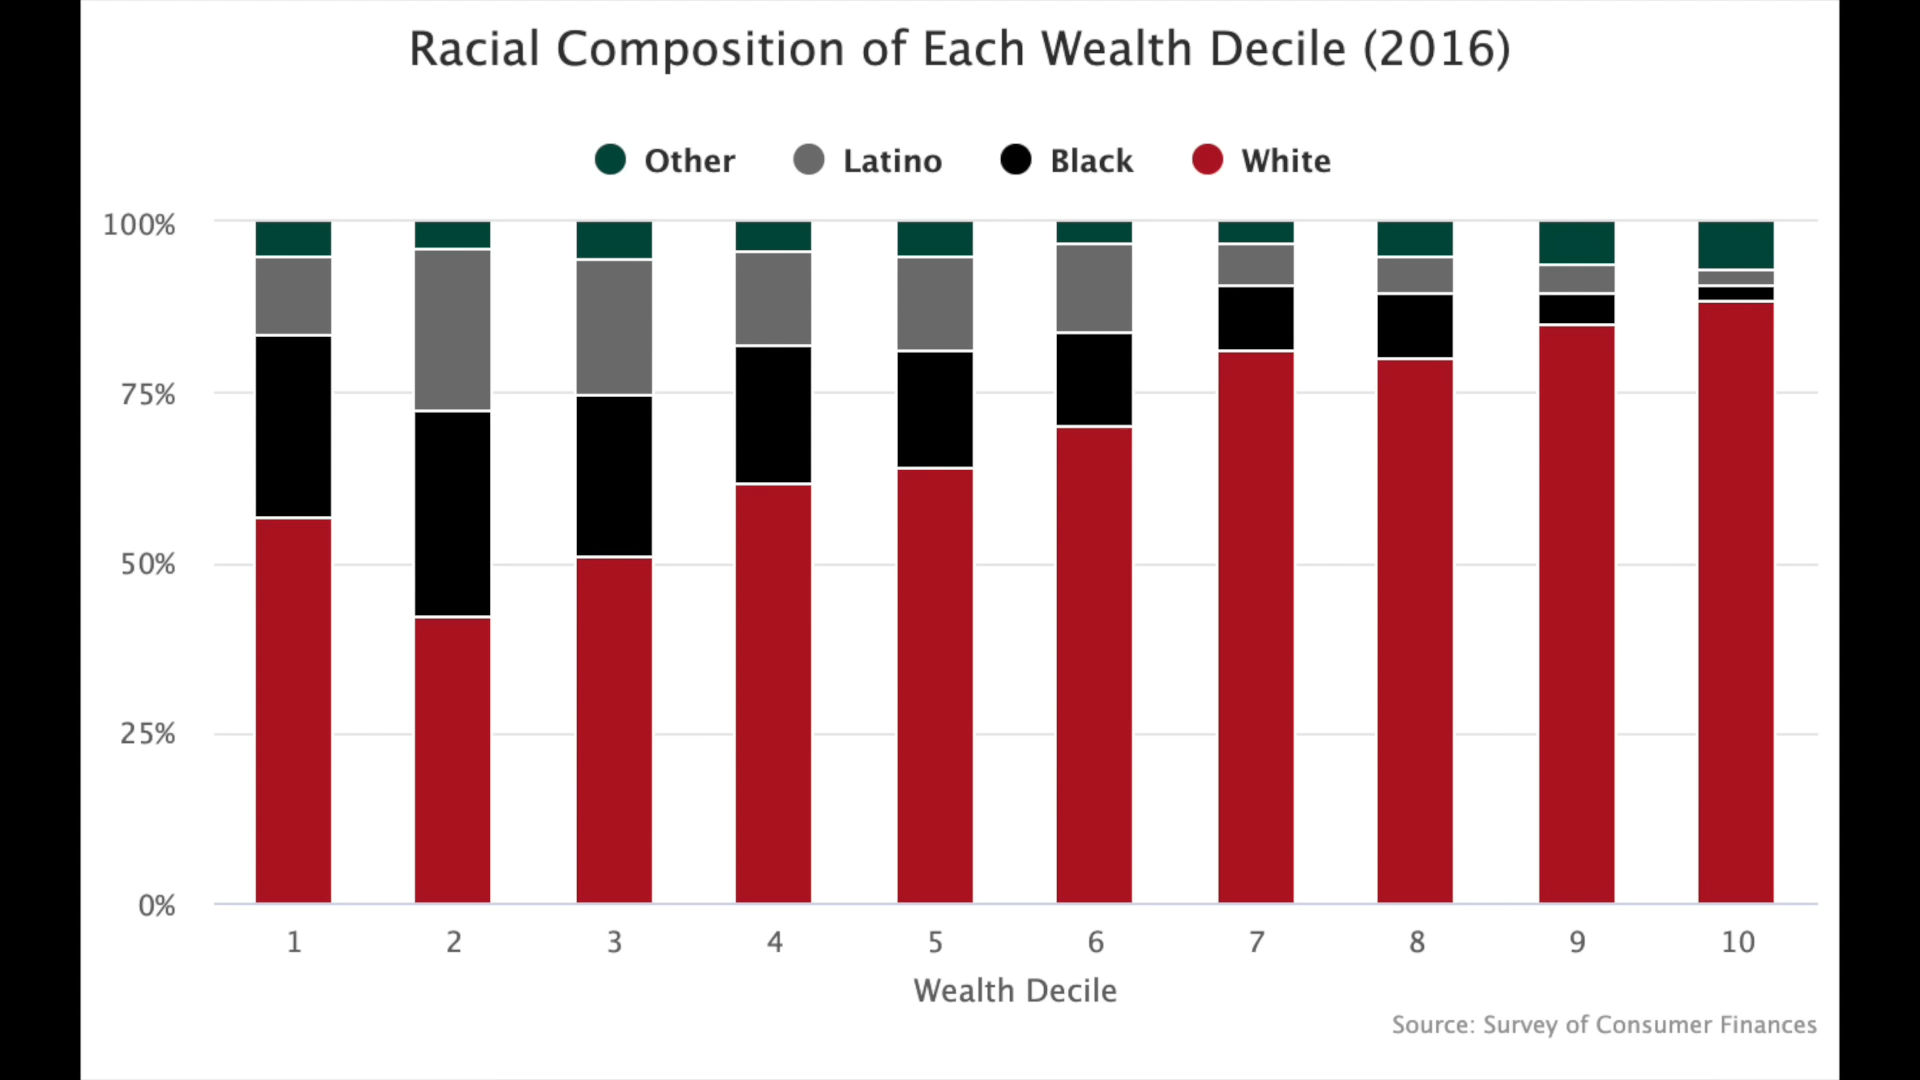 Racial Composition of Each Wealth Decile (2016)
Other Latino Black White
100%
75%
50%
25%
0%
1 2 3 4 5 6 7 8 9 10
Wealth Decile
Source: Survey of Consumer Finances